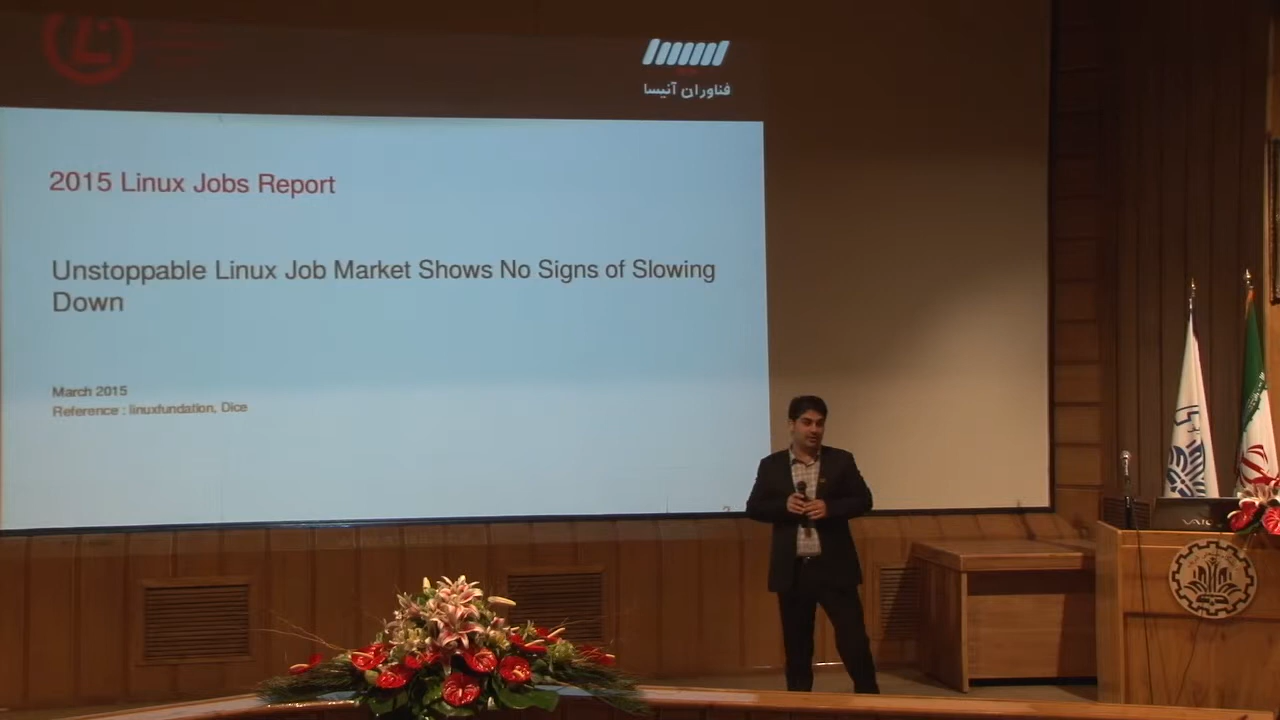 فناوران آنیسا
2015 Linux Jobs Report
Unstoppable Linux Job Market Shows No Signs of Slowing
Down
March 2015
Reference : linuxfundation, Dice
VAIO